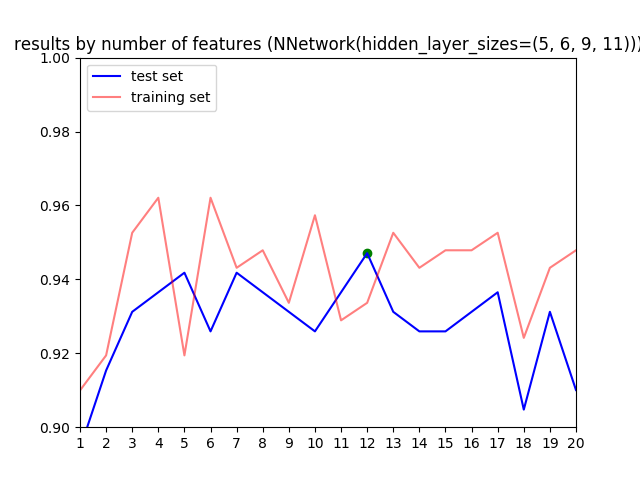 results by number of features (NNetwork(hidden_layer_sizes=(5, 6, 9, 11)))
1.00
test set
training set
0.98
0.96
0.94
0.92
0.90
1 2 3 4 5 6 7 8 9 10 11 12 13 14 15 16 17 18 19 20